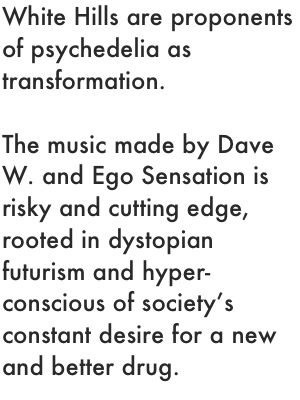 White Hills are proponents
of psychedelia as
transformation.
The music made by Dave
W. and Ego Sensation is
risky and cutting edge,
rooted in dystopian
futurism and hyper-
conscious of society’s
constant desire for a new
and better drug.